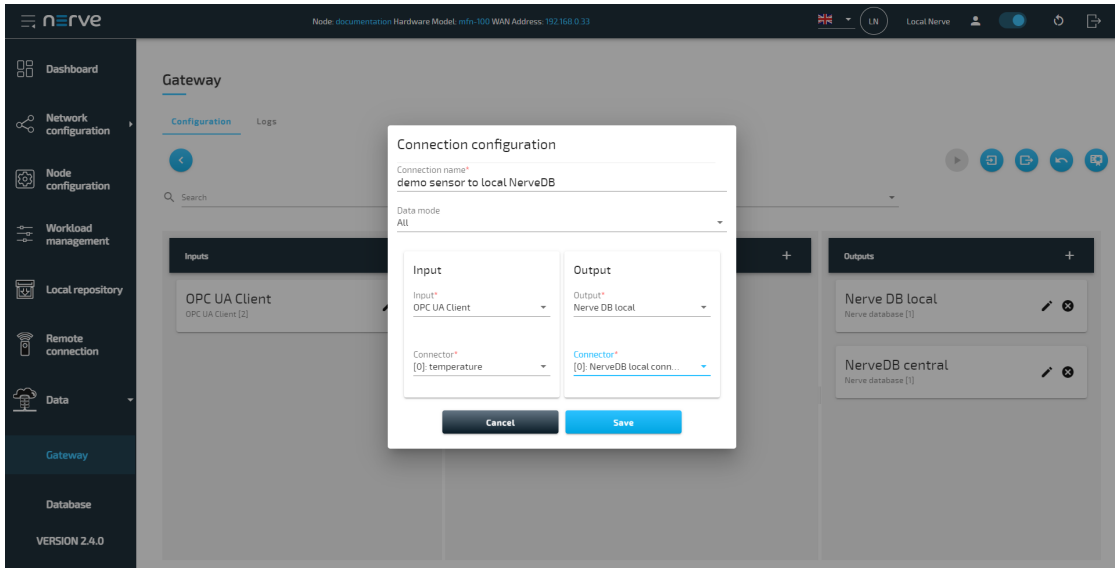 nerve
Node: documentation Hardware Model: mfn-100 WAN Address: 192.168.0.33
LN
Local Nerve
Dashboard
Network
configuration
Node
configuration
Workload
management
Local repository
Remote
connection
Data
Gateway
Database
VERSION 2.4.0
Gateway
Configuration
Logs
Search
Inputs
+
OPC UA Client
OPC UA Client [2]
Outputs
+
Nerve DB local
Nerve database [1]
NerveDB central
Nerve database [1]
Connection configuration
Connection name*
demo sensor to local NerveDB
Data mode
All
Input
Input*
OPC UA Client
Connector*
[0]: temperature
Output
Output*
Nerve DB local
Connector*
[0]: NerveDB local conn...
Cancel
Save